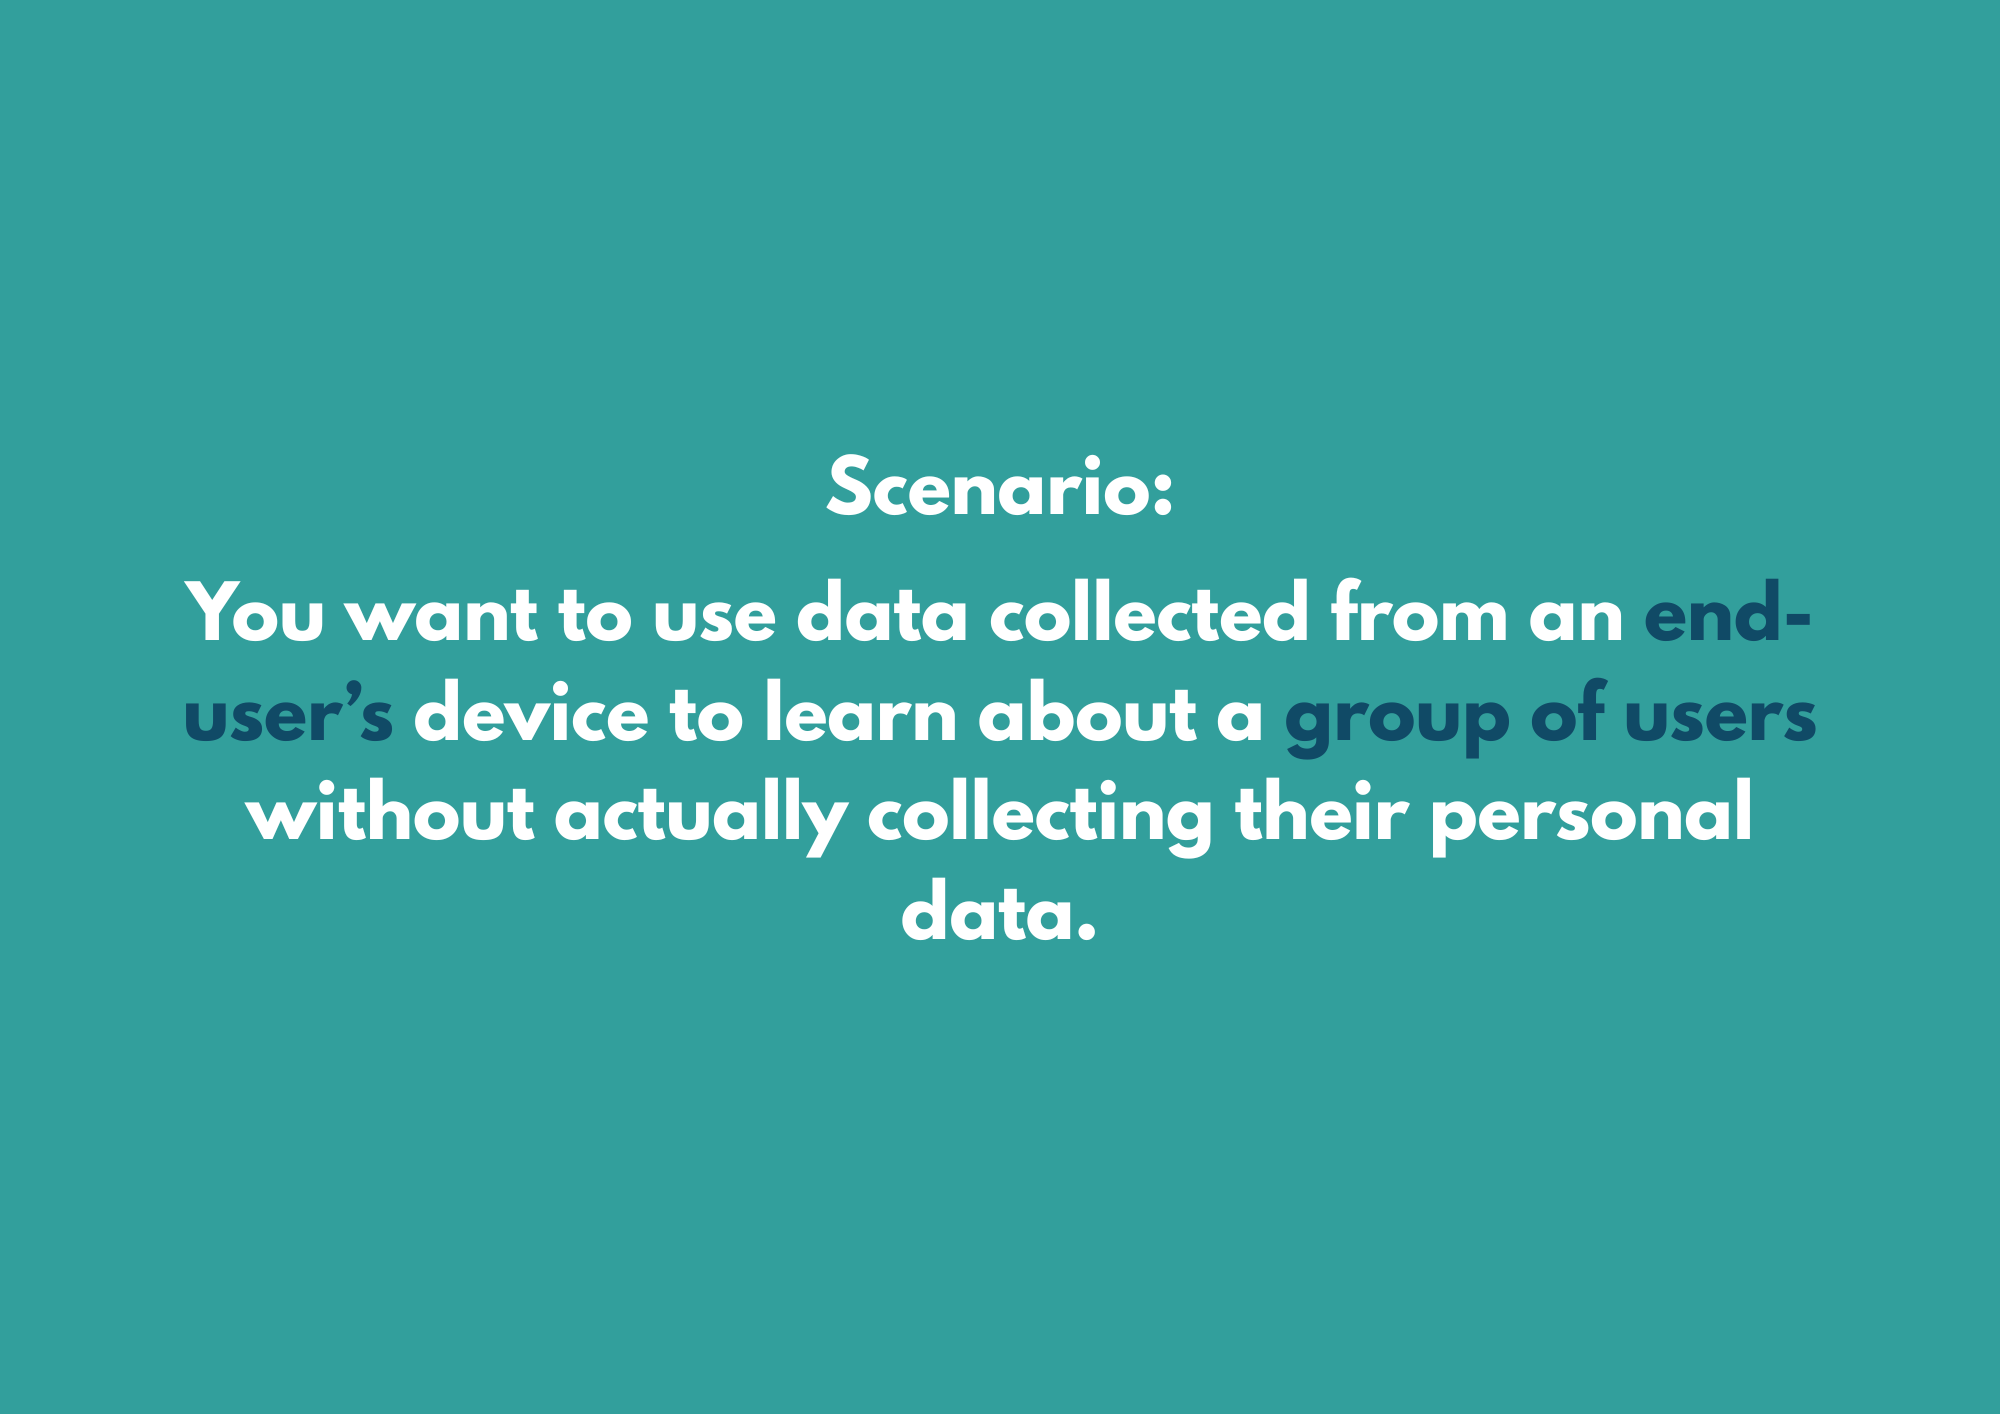 Scenario:
You want to use data collected from an end-
user’s device to learn about a group of users
without actually collecting their personal
data.